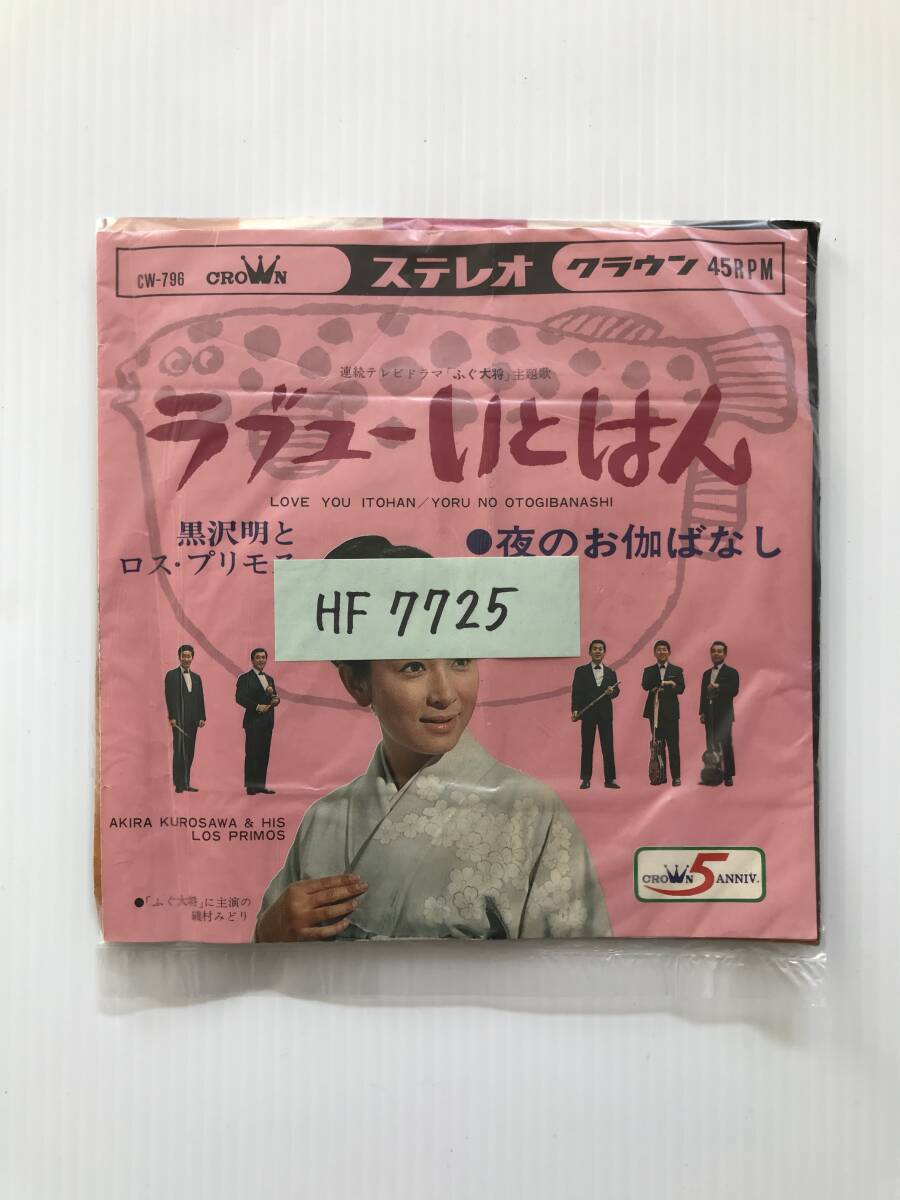 CW-796 CROWN ステレオ クラウン 45RPM
連続テレビドラマ「ふぐ大将」主題歌
ラブユーいとはん
LOVE YOU ITOHAN/YORU NO OTOGIBANASHI
黒沢明と
ロス・プリモス
●夜のお伽ばなし
HF 7725
AKIRA KUROSAWA & HIS
LOS PRIMOS
●「ふぐ大将」に主演の
磯村みどり
CROWN 5 ANNIV.